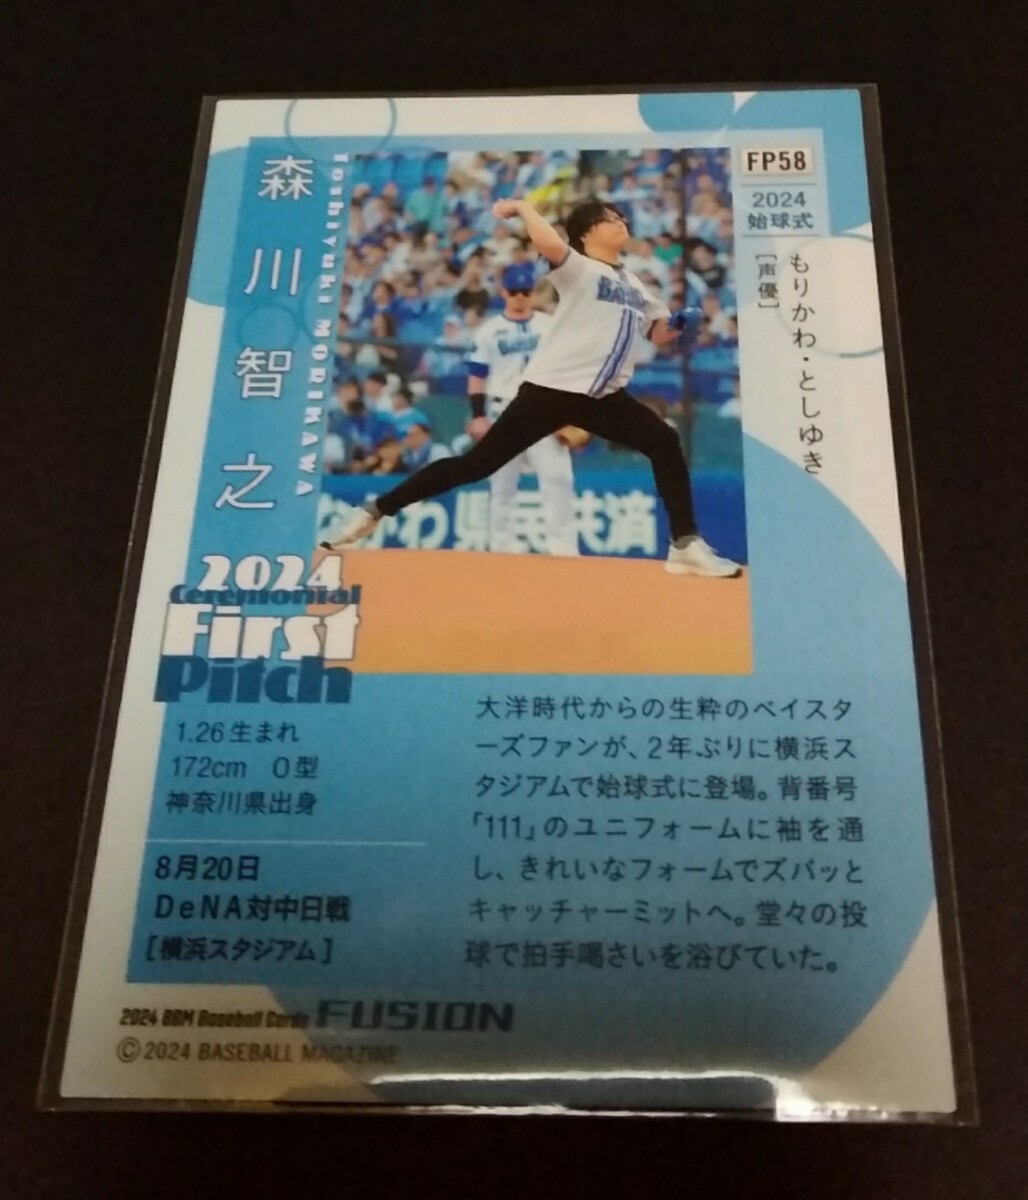 森川智之
Toshiyuki MORIKAWA
FP58
2024
始球式
もりかわ・としゆき
[声優]
ながわ県民共済
2024
Ceremonial
First
Pitch
1.26生まれ
172cm O型
神奈川県出身
8月20日
DeNA対中日戦
[横浜スタジアム]
大洋時代からの生粋のベイスタ
ーズファンが、2年ぶりに横浜ス
タジアムで始球式に登場。背番号
「111」のユニフォームに袖を通
し、きれいなフォームでズバッと
キャッチャーミットへ。堂々の投
球で拍手喝さいを浴びていた。
2024 BBM Baseball Cards FUSION
©2024 BASEBALL MAGAZINE